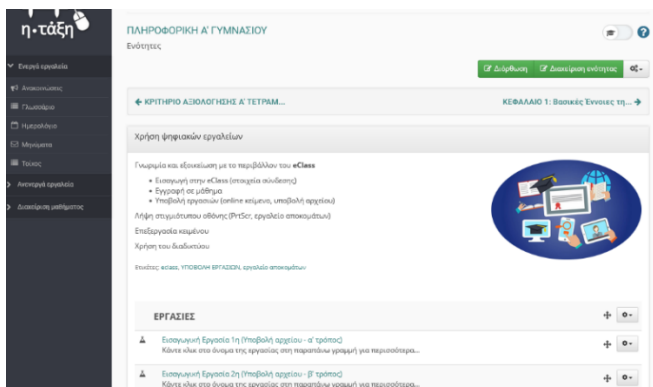 η·τάξη
ΠΛΗΡΟΦΟΡΙΚΗ Α' ΓΥΜΝΑΣΙΟΥ
Ενότητες
Ενεργά εργαλεία
Ανακοινώσεις
Γλωσσάριο
Ημερολόγιο
Μηνύματα
Τοίχος
Ανενεργά εργαλεία
Διαχείριση μαθήματος
Διόρθωση
Διαχείριση ενότητας
ΚΡΙΤΗΡΙΟ ΑΞΙΟΛΟΓΗΣΗΣ Α' ΤΕΤΡΑΜ...
ΚΕΦΑΛΑΙΟ 1: Βασικές Έννοιες τη...
Χρήση ψηφιακών εργαλείων
Γνωριμία και εξοικείωση με το περιβάλλον του eClass
Εισαγωγή στην eClass (στοιχεία σύνδεσης)
Εγγραφή σε μάθημα
Υποβολή εργασιών (online κείμενο, υποβολή αρχείου)
Λήψη στιγμιότυπου οθόνης (PrtScr, εργαλείο αποκομάτων)
Επεξεργασία κειμένου
Χρήση του διαδικτύου
Ετικέτες: eclass, ΥΠΟΒΟΛΗ ΕΡΓΑΣΙΩΝ, εργαλείο αποκομάτων
ΕΡΓΑΣΙΕΣ
Εισαγωγική Εργασία 1η (Υποβολή αρχείου - α' τρόπος)
Κάντε κλικ στο όνομα της εργασίας στη παραπάνω γραμμή για περισσότερα...
Εισαγωγική Εργασία 2η (Υποβολή αρχείου - β' τρόπος)
Κάντε κλικ στο όνομα της εργασίας στη παραπάνω γραμμή για περισσότερα...